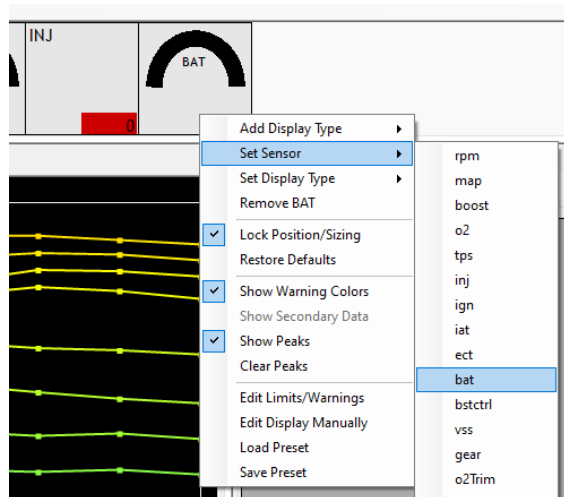 INJ
BAT
0
Add Display Type
Set Sensor
Set Display Type
Remove BAT
Lock Position/Sizing
Restore Defaults
Show Warning Colors
Show Secondary Data
Show Peaks
Clear Peaks
Edit Limits/Warnings
Edit Display Manually
Load Preset
Save Preset
rpm
map
boost
o2
tps
inj
ign
iat
ect
bat
bstctrl
vss
gear
o2Trim